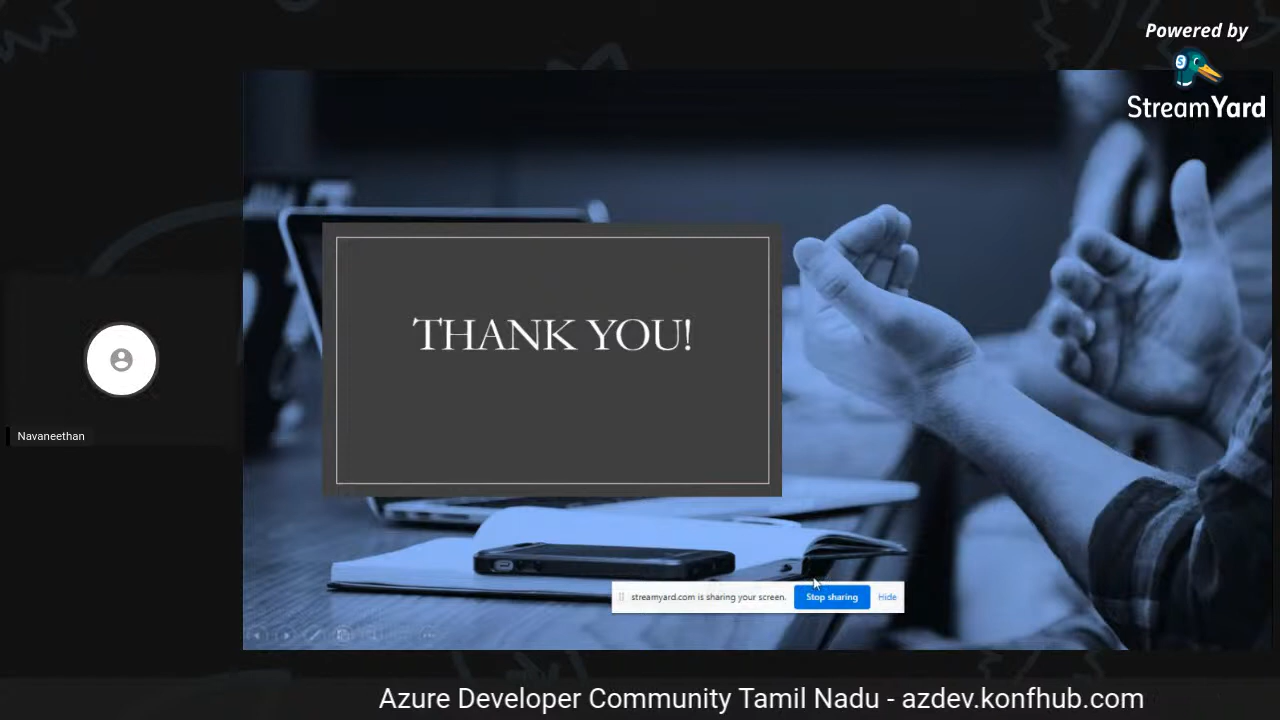 Powered by
StreamYard
THANK YOU!
Navaneethan
streamyard.com is sharing your screen.
Stop sharing
Hide
Azure Developer Community Tamil Nadu - azdev.konfhub.com